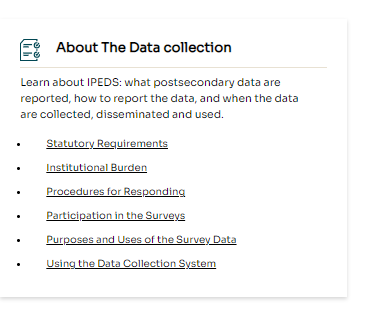 About The Data collection
Learn about IPEDS: what postsecondary data are
reported, how to report the data, and when the data
are collected, disseminated and used.
Statutory Requirements
Institutional Burden
Procedures for Responding
Participation in the Surveys
Purposes and Uses of the Survey Data
Using the Data Collection System